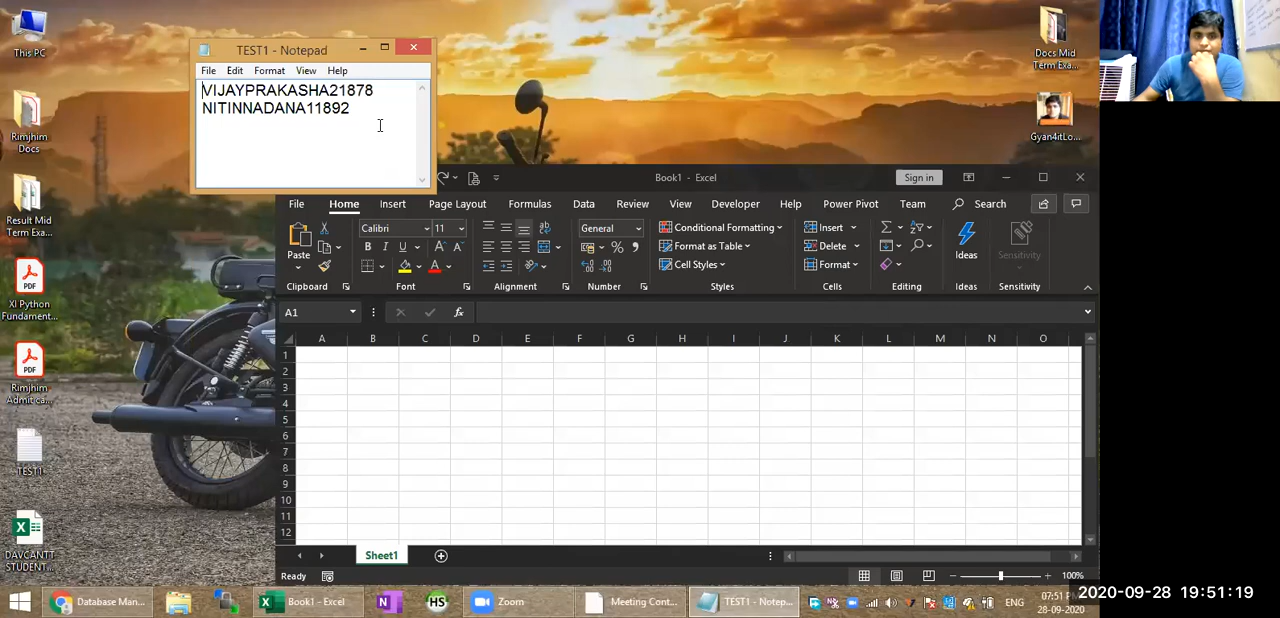 This PC
TEST1 - Notepad
File Edit Format View Help
VIJAYPRAKASHA21878
NITINNADANA11892
Docs Mid
Term Exa...
Gyan4itLo...
Rimjhim
Docs
Result Mid
Term Exa...
XI Python
Fundament...
Rimjhim
Admit ca...
TEST1
DAVCANTT
STUDENT...
Book1 - Excel
Sign in
File Home Insert Page Layout Formulas Data Review View Developer Help Power Pivot Team Search
Paste
Calibri 11
General
Conditional Formatting
Format as Table
Cell Styles
Insert
Delete
Format
Ideas
Sensitivity
Clipboard Font Alignment Number Styles Cells Editing Ideas Sensitivity
A1 fx
A B C D E F G H I J K L M N O
1
2
3
4
5
6
7
8
9
10
11
12
Sheet1
Ready
100%
Database Man...
Book1 - Excel
Zoom
Meeting Cont...
TEST1 - Notep...
ENG
07:51 PM
28-09-2020
2020-09-28 19:51:19